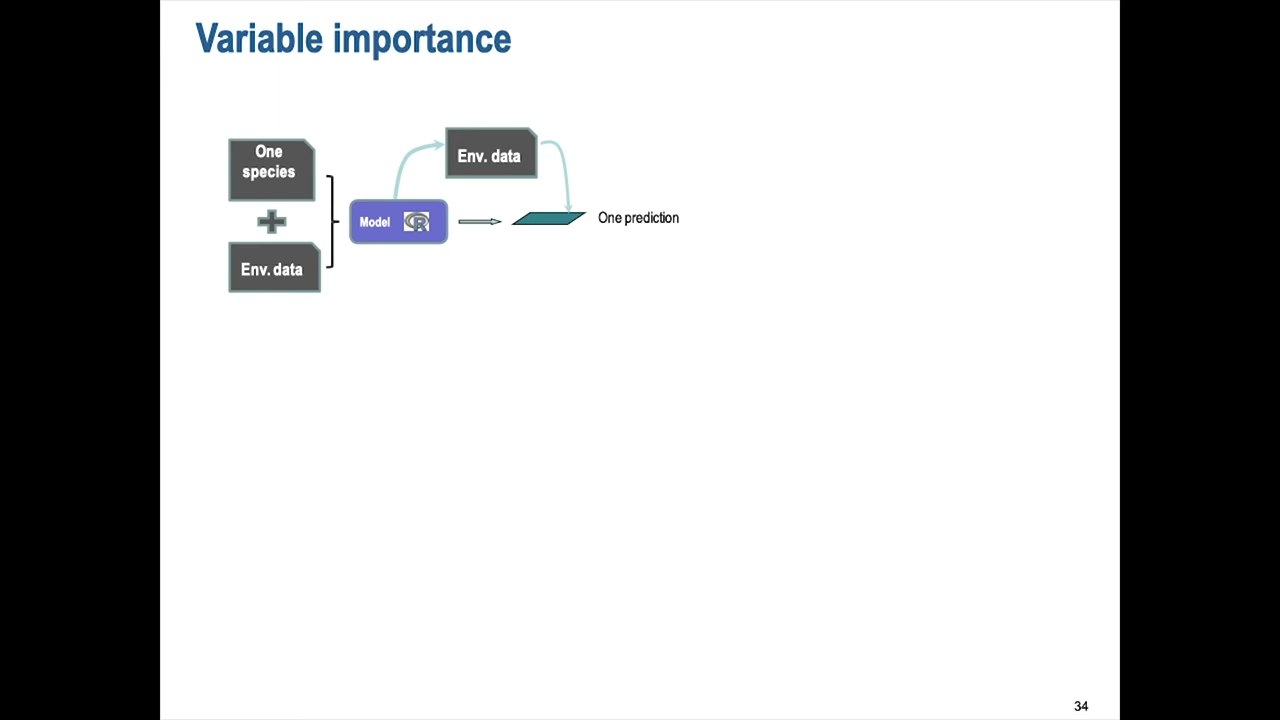 Variable importance
One
species
Env. data
Env. data
Model R
One prediction
34